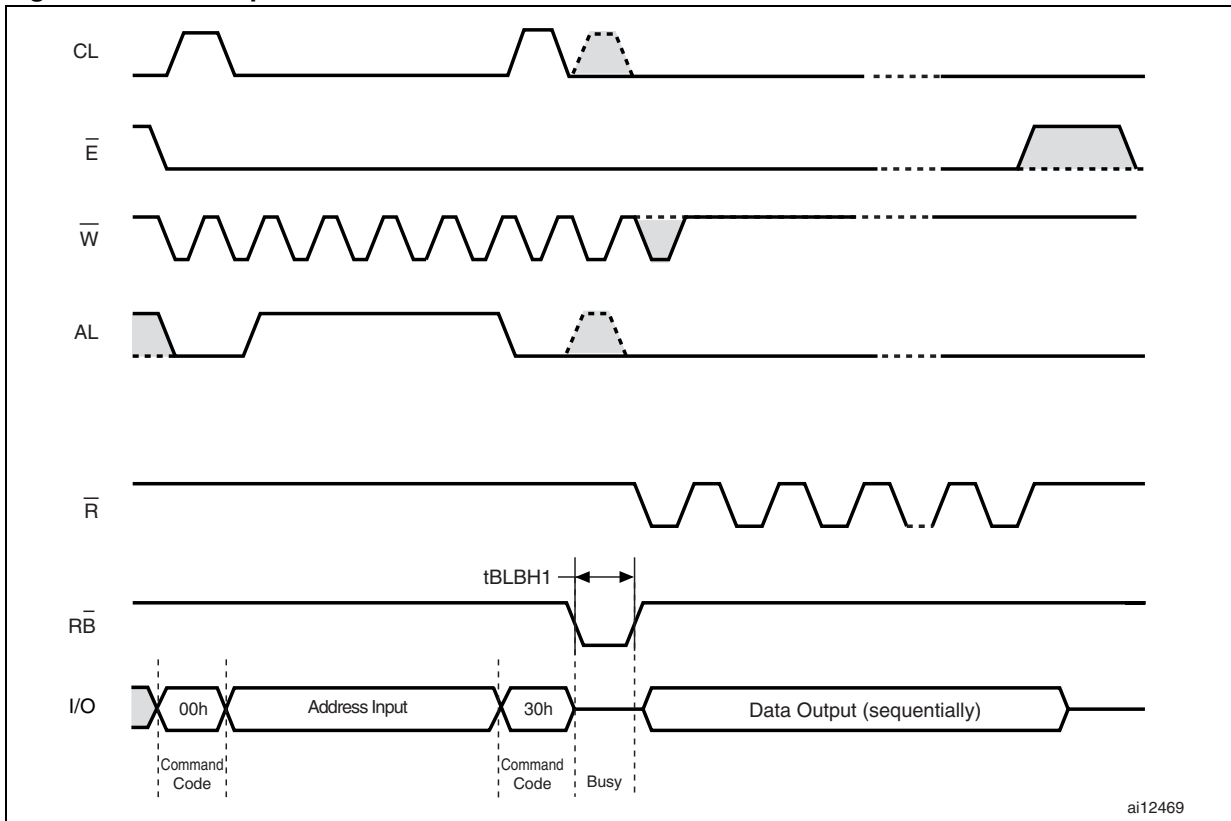 CL
E̅
W̅
AL
R̅
tBLBH1
RB̅
I/O
00h
Address Input
30h
Data Output (sequentially)
Command
Code
Command
Code
Busy
ai12469